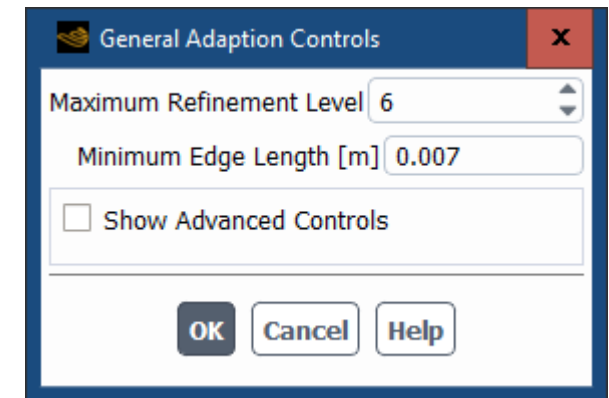 General Adaption Controls x
Maximum Refinement Level 6
Minimum Edge Length [m] 0.007
Show Advanced Controls
OK Cancel Help